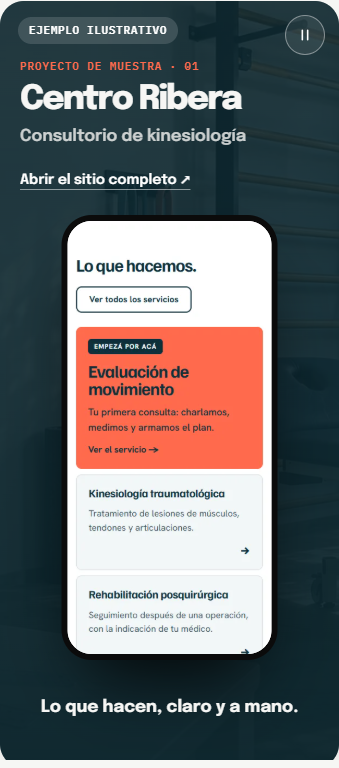 EJEMPLO ILUSTRATIVO
PROYECTO DE MUESTRA · 01
Centro Ribera
Consultorio de kinesiología
Abrir el sitio completo ↗
Lo que hacemos.
Ver todos los servicios
EMPEZÁ POR ACÁ
Evaluación de
movimiento
Tu primera consulta: charlamos,
medimos y armamos el plan.
Ver el servicio →
Kinesiología traumatológica
Tratamiento de lesiones de músculos,
tendones y articulaciones.
→
Rehabilitación posquirúrgica
Seguimiento después de una operación,
con la indicación de tu médico.
→
Lo que hacen, claro y a mano.